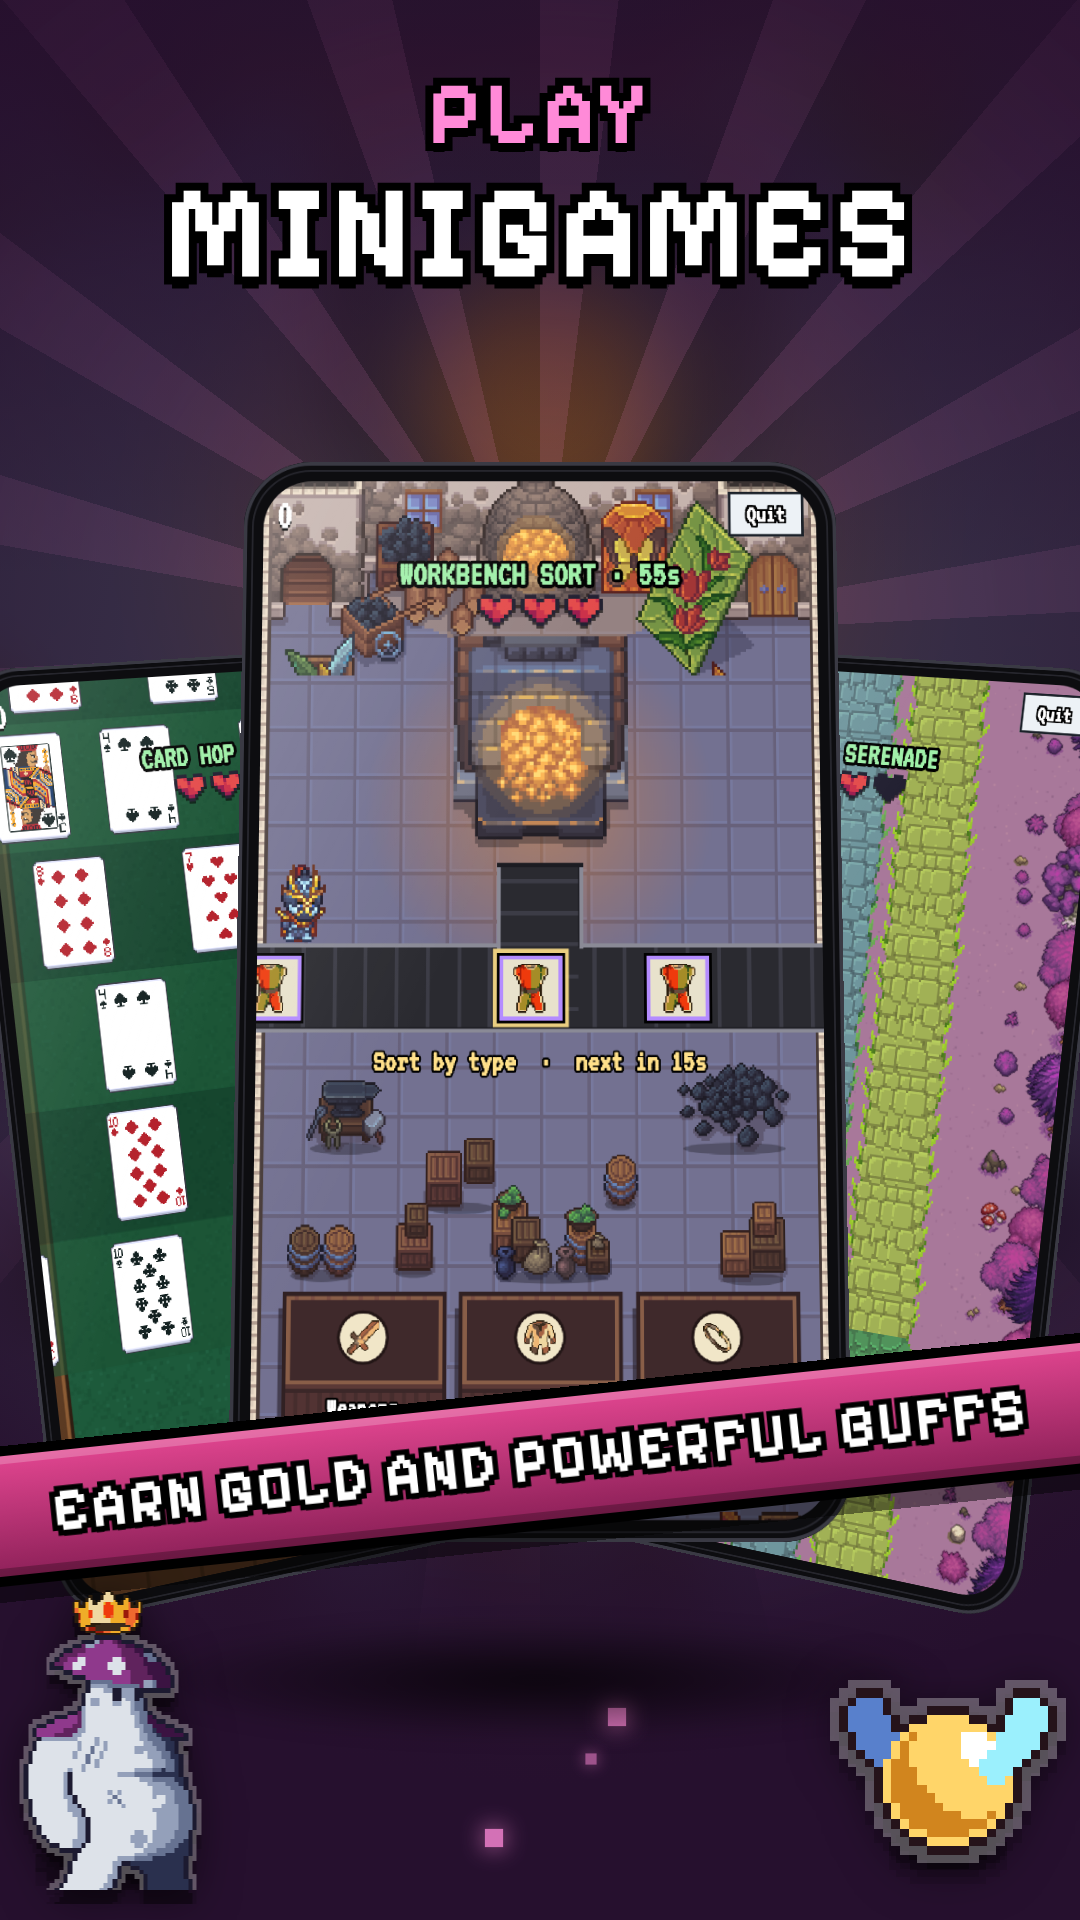 PLAY
MINIGAMES
0
Quit
WORKBENCH SORT · 55s
Quit
CARD HOP
SERENADE
Sort by type · next in 15s
EARN GOLD AND POWERFUL BUFFS